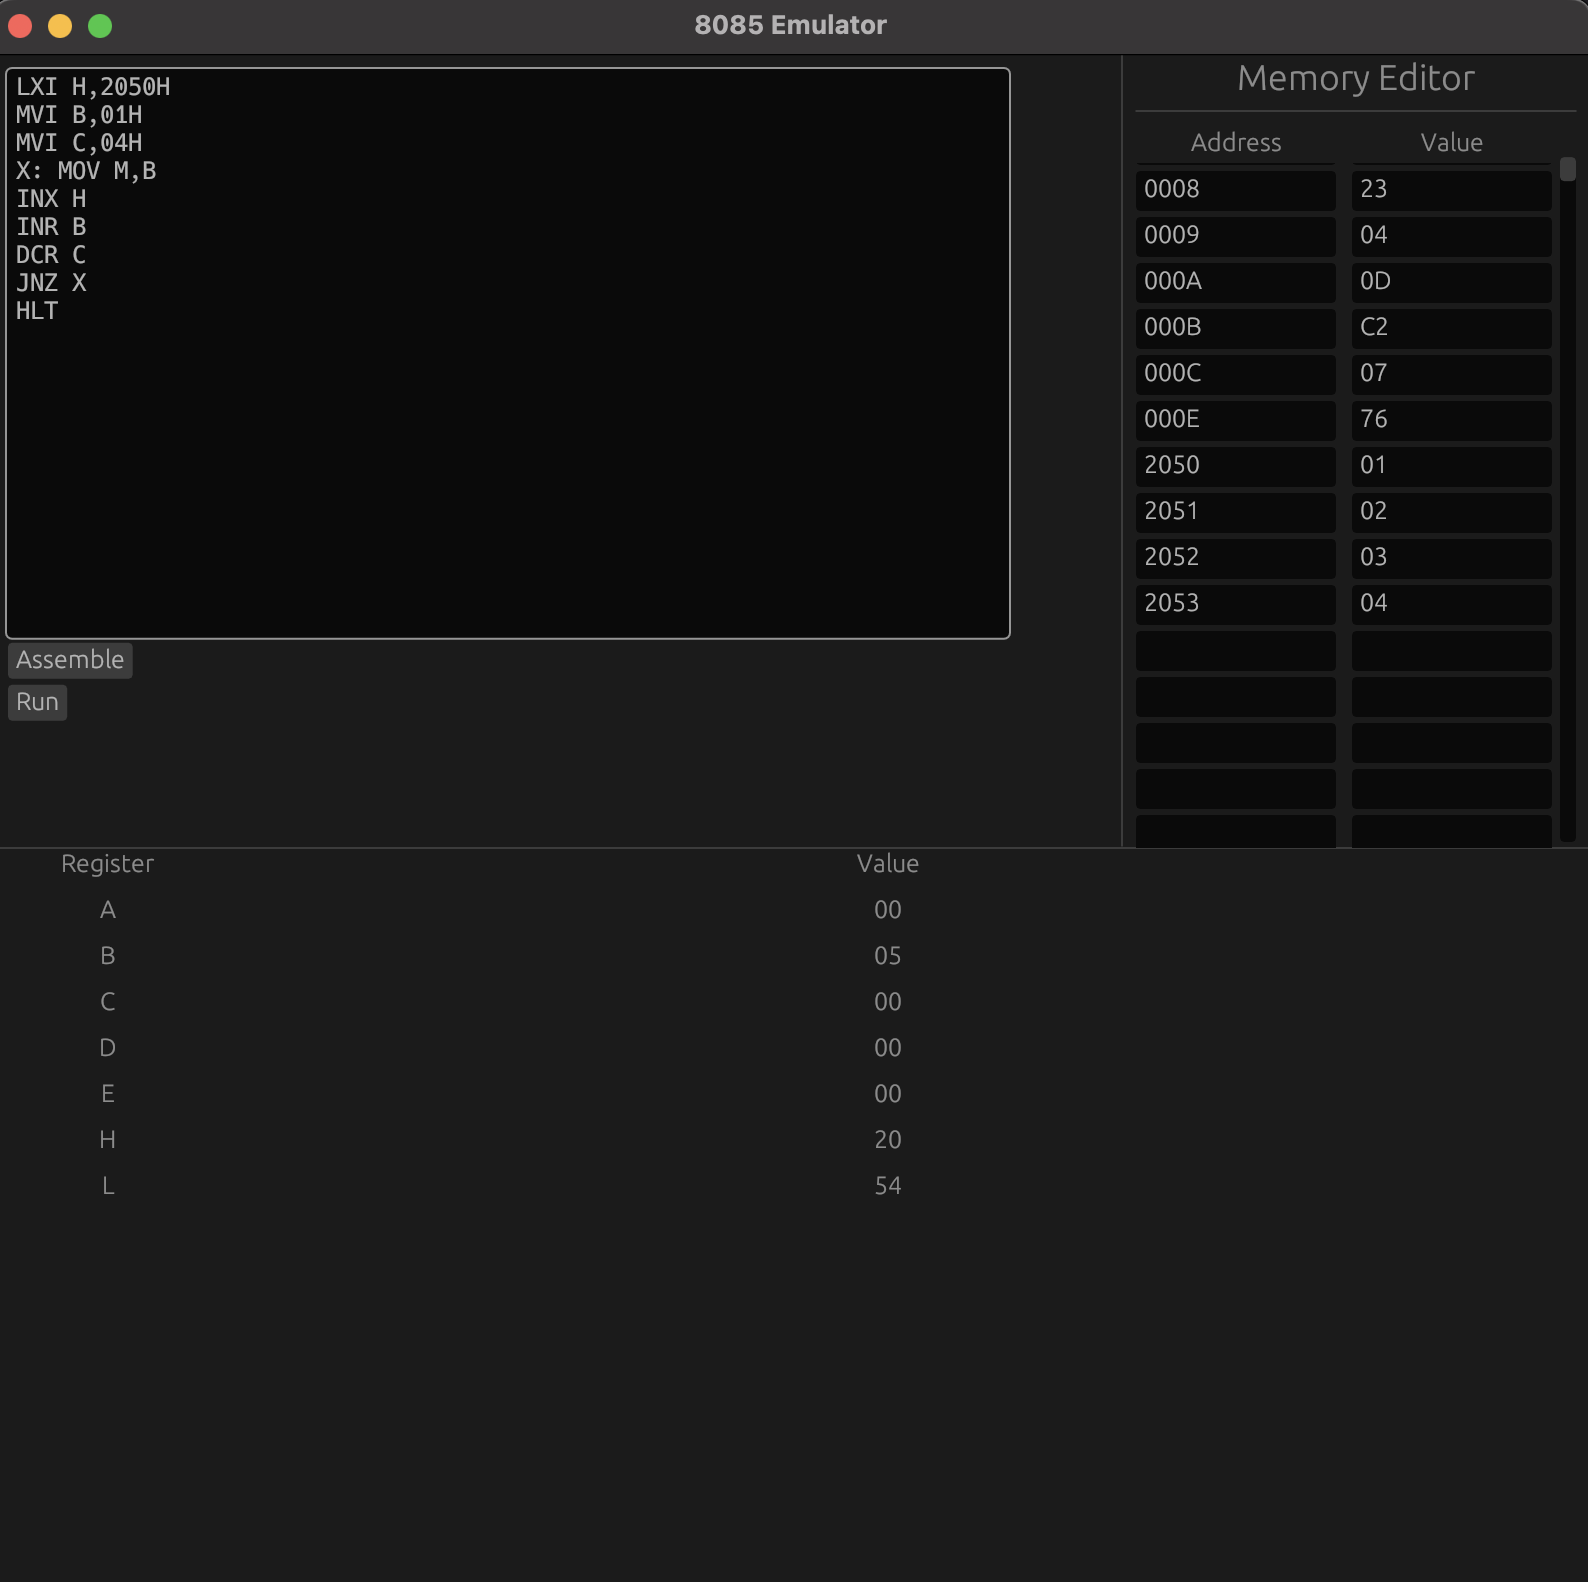 8085 Emulator
LXI H,2050H
MVI B,01H
MVI C,04H
X: MOV M,B
INX H
INR B
DCR C
JNZ X
HLT
Assemble
Run
Memory Editor
Address Value
0008 23
0009 04
000A 0D
000B C2
000C 07
000E 76
2050 01
2051 02
2052 03
2053 04
Register Value
A 00
B 05
C 00
D 00
E 00
H 20
L 54